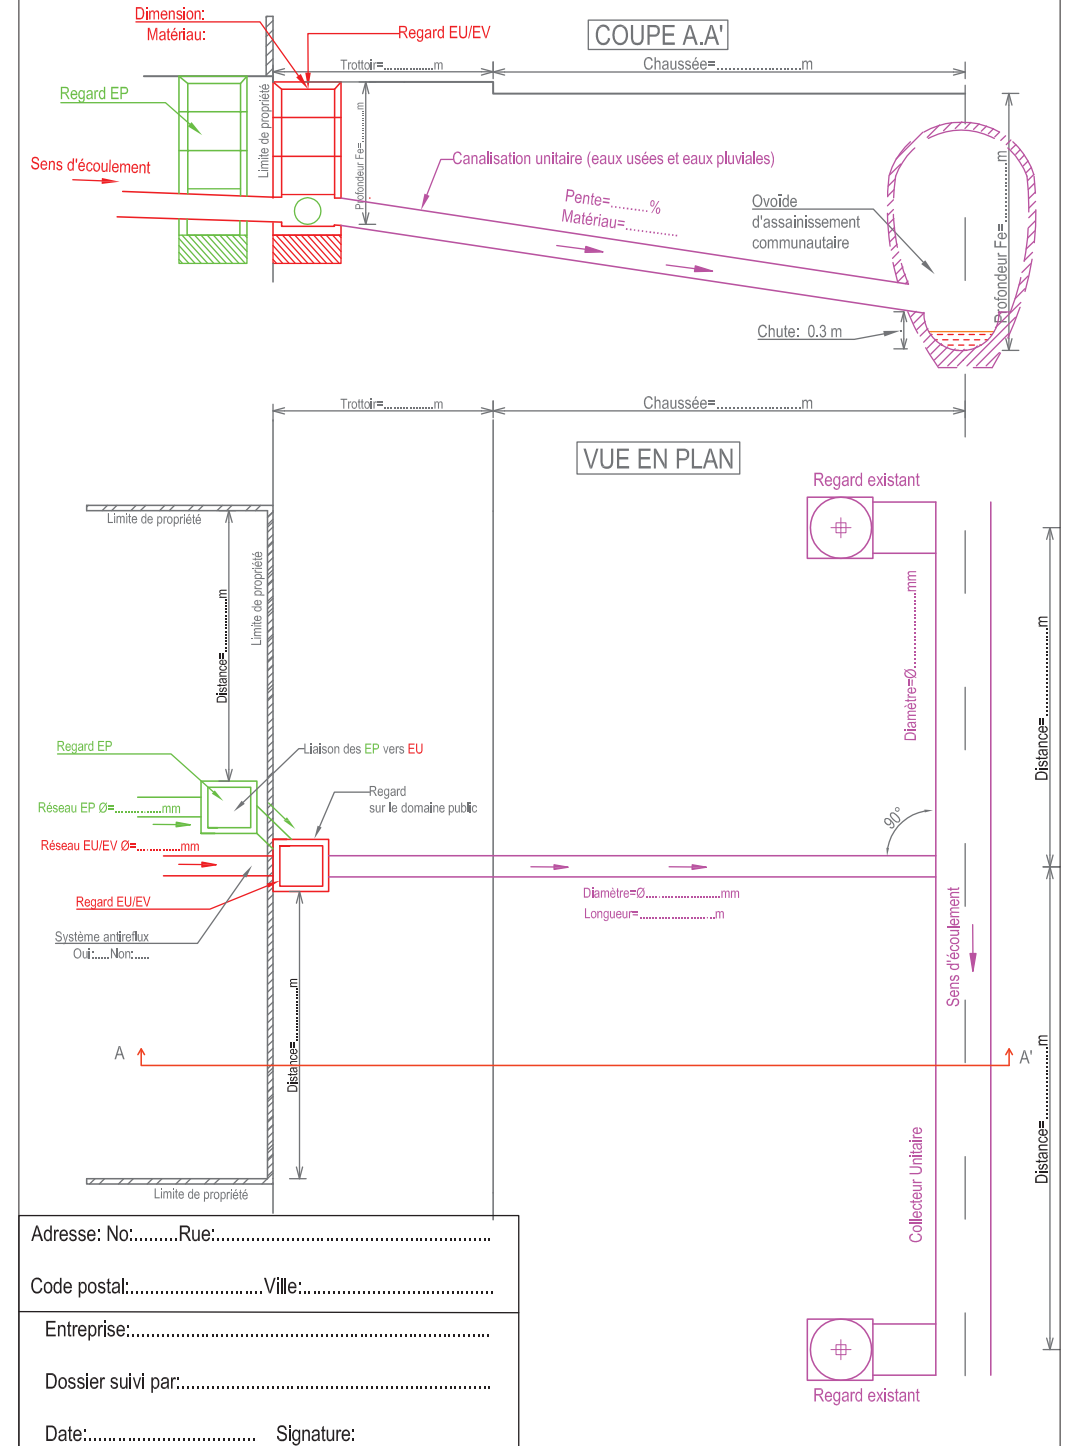 Dimension:
Matériau:
Regard EU/EV
COUPE A.A'
Trottoir=..............m
Chaussée=..................m
Regard EP
Limite de propriété
Profondeur Fe=..........m
Sens d'écoulement
Canalisation unitaire (eaux usées et eaux pluviales)
Pente=.........%
Matériau=.............
Ovoïde
d'assainissement
communautaire
Profondeur Fe=..............m
Chute: 0.3 m
Trottoir=..............m
Chaussée=..................m
VUE EN PLAN
Regard existant
Limite de propriété
Limite de propriété
Distance=................m
Diamètre=Ø..................mm
Distance=......................m
Regard EP
Liaison des EP vers EU
Regard
sur le domaine public
Réseau EP Ø=............mm
Réseau EU/EV Ø=...........mm
90°
Regard EU/EV
Diamètre=Ø....................mm
Longueur=....................m
Système antireflux
Oui:.....Non:.....
Sens d'écoulement
Distance=................m
A
A'
Distance=......................m
Collecteur Unitaire
Limite de propriété
Adresse: No:.........Rue:.......................................................
Code postal:...........................Ville:......................................
Entreprise:.......................................................................
Dossier suivi par:..............................................................
Date:................................. Signature:
Regard existant